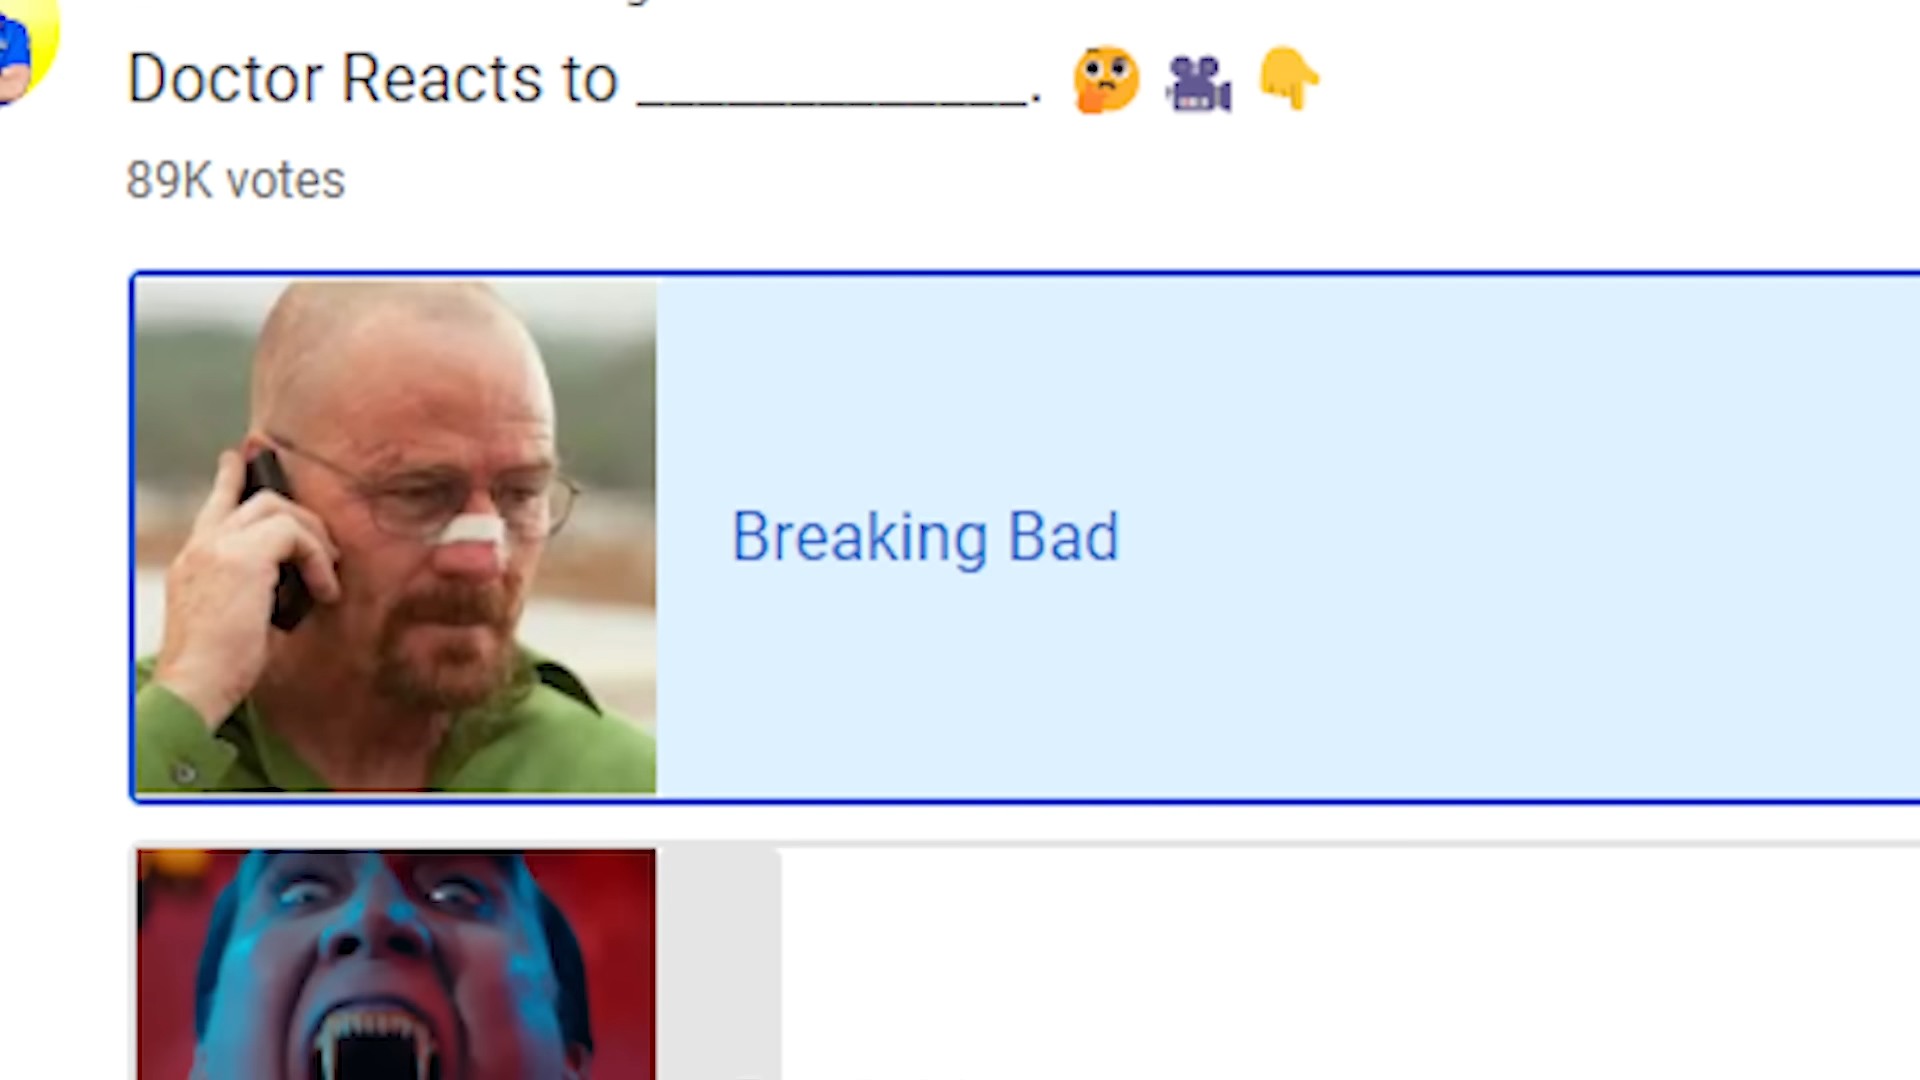 Doctor Reacts to ____________. 🤔 🎥 👇
89K votes
Breaking Bad